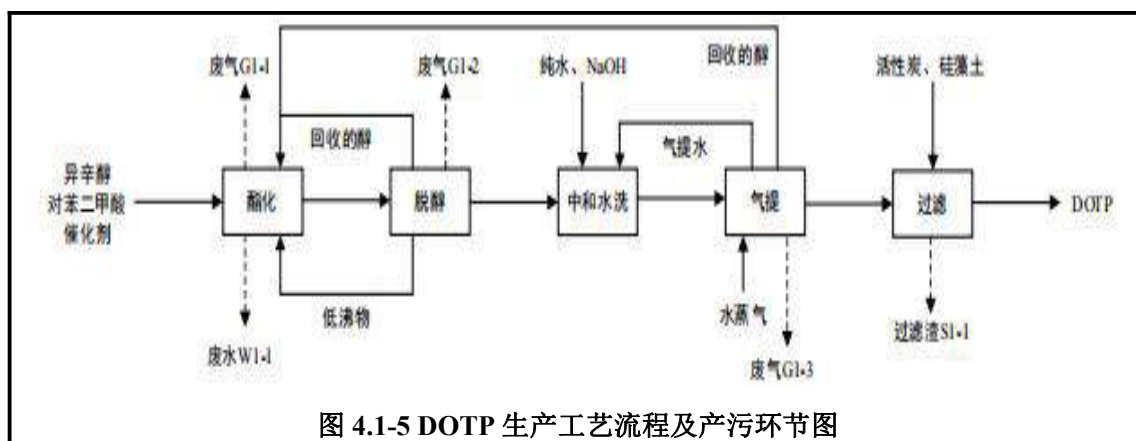 回收的醇
废气G1-1
废气G1-2
纯水、NaOH
活性炭、硅藻土
回收的醇
气提水
异辛醇
对苯二甲酸
催化剂
酯化
脱醇
中和水洗
气提
过滤
DOTP
低沸物
水蒸气
废水W1-1
废气G1-3
过滤渣S1-1
图 4.1-5 DOTP 生产工艺流程及产污环节图